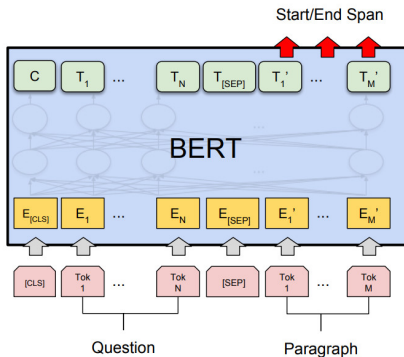 Start/End Span
C T1 ... TN T[SEP] T1' ... TM'
BERT
E[CLS] E1 ... EN E[SEP] E1' ... EM'
[CLS] Tok 1 ... Tok N [SEP] Tok 1 ... Tok M
Question Paragraph